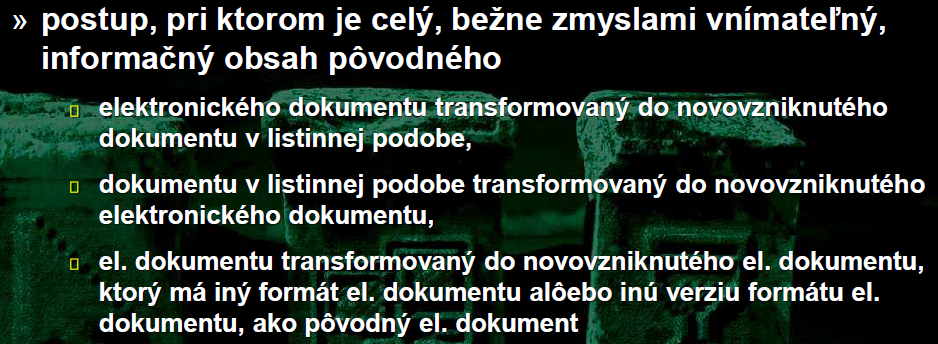 » postup, pri ktorom je celý, bežne zmyslami vnímateľný,
informačný obsah pôvodného
elektronického dokumentu transformovaný do novovzniknutého
dokumentu v listinnej podobe,
dokumentu v listinnej podobe transformovaný do novovzniknutého
elektronického dokumentu,
el. dokumentu transformovaný do novovzniknutého el. dokumentu,
ktorý má iný formát el. dokumentu alôebo inú verziu formátu el.
dokumentu, ako pôvodný el. dokument